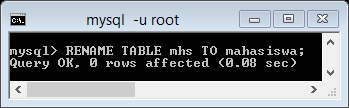 mysql -u root
mysql> RENAME TABLE mhs TO mahasiswa;
Query OK, 0 rows affected (0.08 sec)